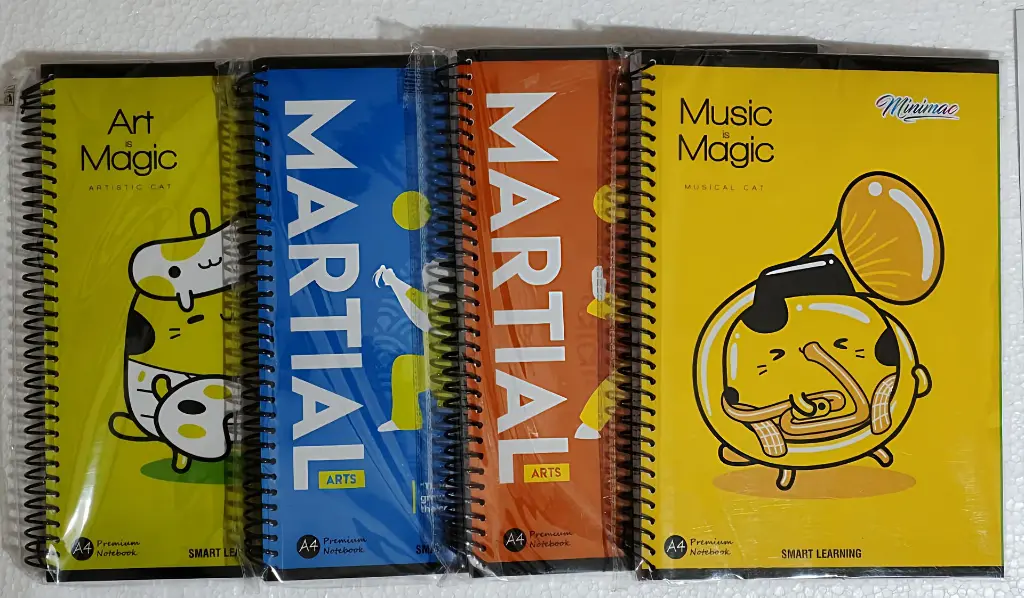 Art
is
Magic
ARTISTIC CAT
A4 Premium
Notebook
SMART LEA
MARTIAL
ARTS
A4 Premium
Notebook
MARTIAL
ARTS
A4 Premium
Notebook
Music
is
Magic
MUSICAL CAT
Minimac
A4 Premium
Notebook
SMART LEARNING